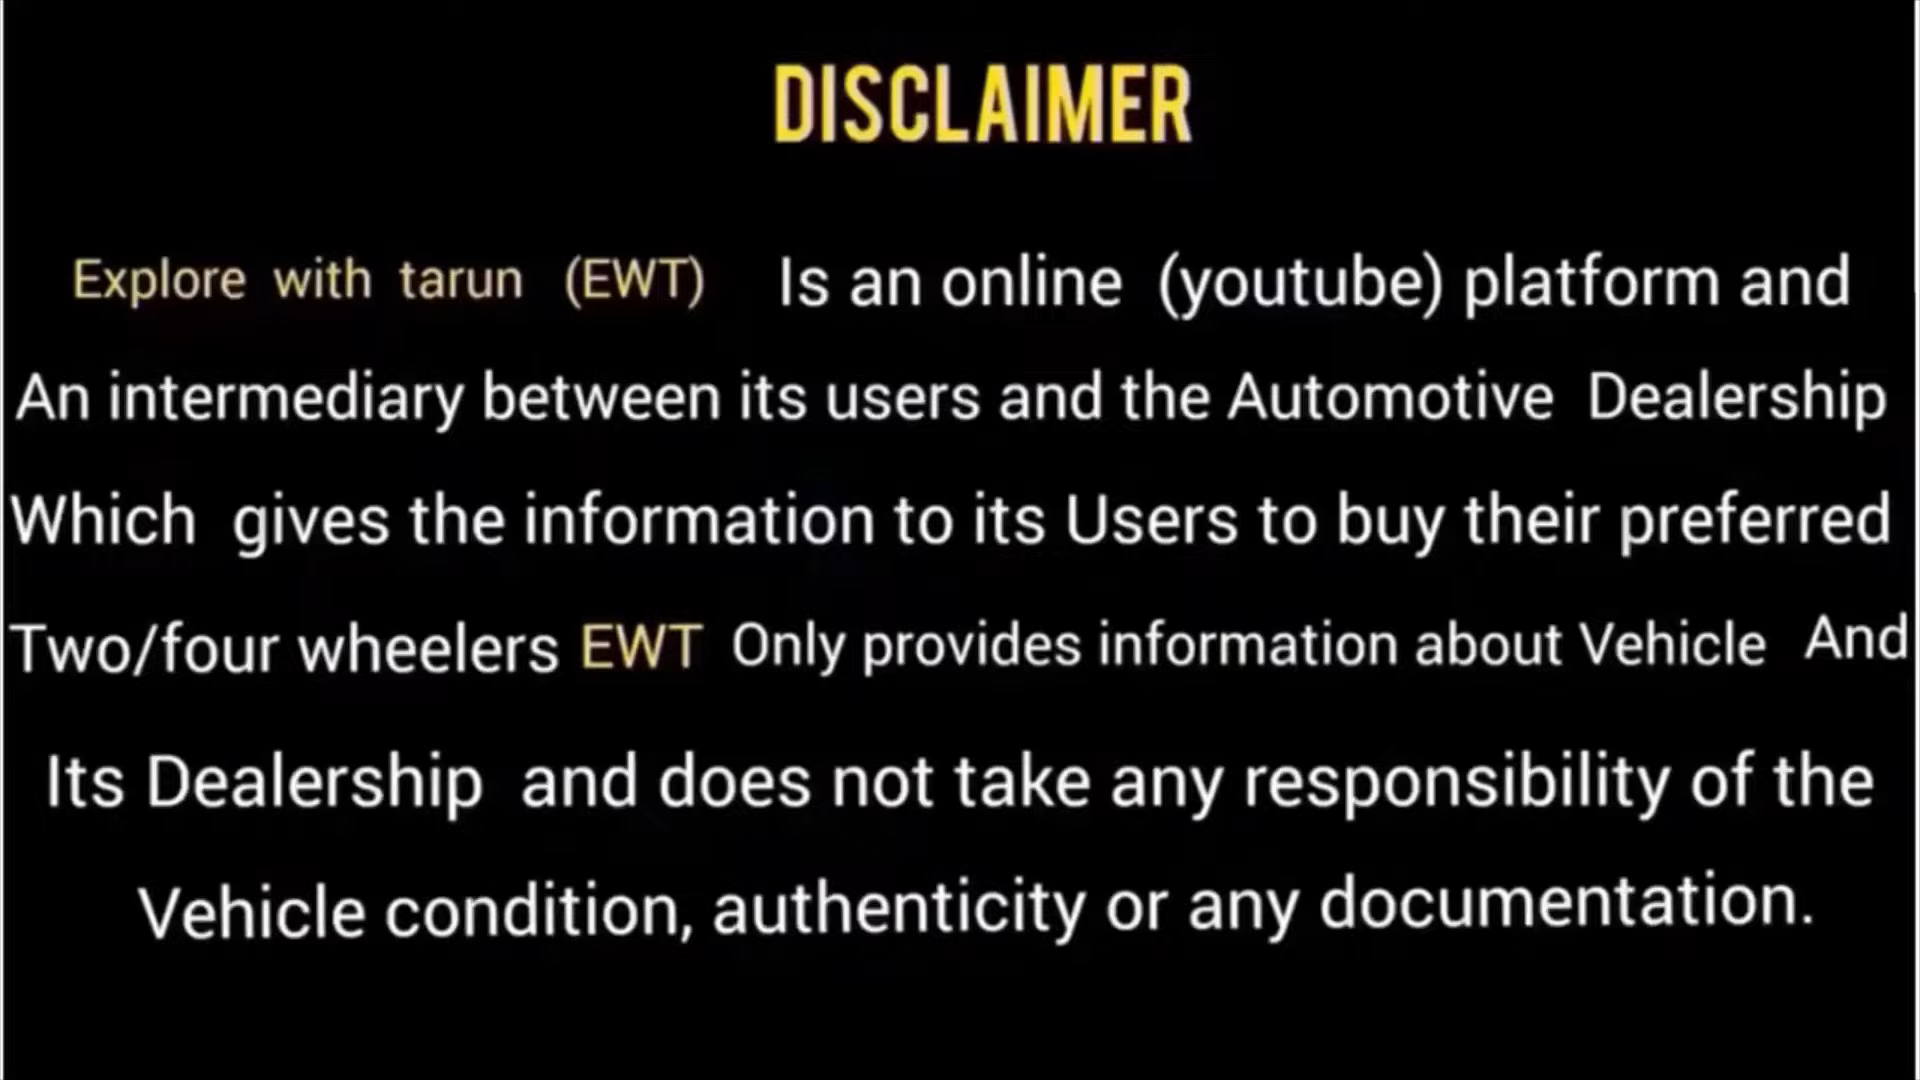 DISCLAIMER
Explore with tarun (EWT) Is an online (youtube) platform and
An intermediary between its users and the Automotive Dealership
Which gives the information to its Users to buy their preferred
Two/four wheelers EWT Only provides information about Vehicle And
Its Dealership and does not take any responsibility of the
Vehicle condition, authenticity or any documentation.